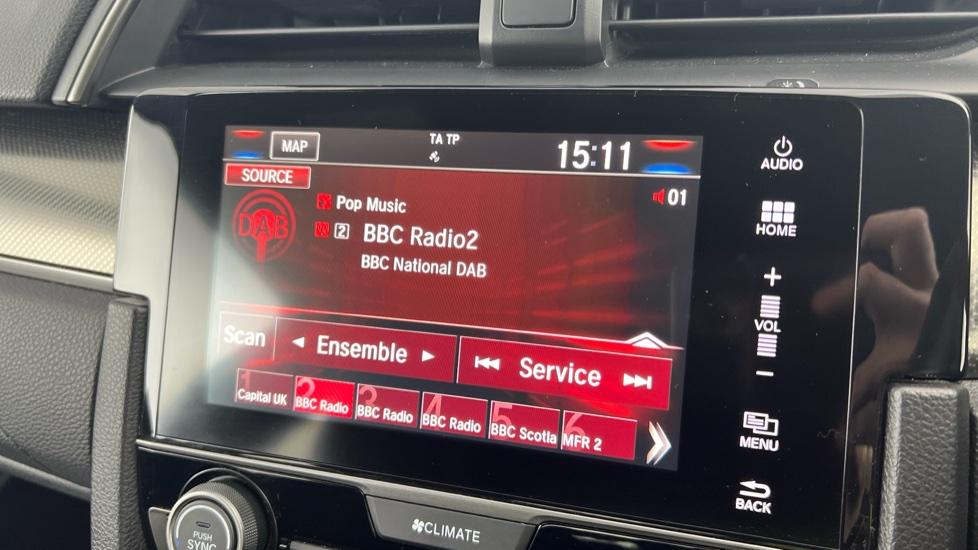 MAP TA TP 15:11
SOURCE
01
DAB
Pop Music
2 BBC Radio2
BBC National DAB
Scan ◄ Ensemble ► Service
1 Capital UK
2 BBC Radio
3 BBC Radio
4 BBC Radio
5 BBC Scotla
6 MFR 2
AUDIO
HOME
+
VOL
−
MENU
BACK
PUSH
SYNC
CLIMATE